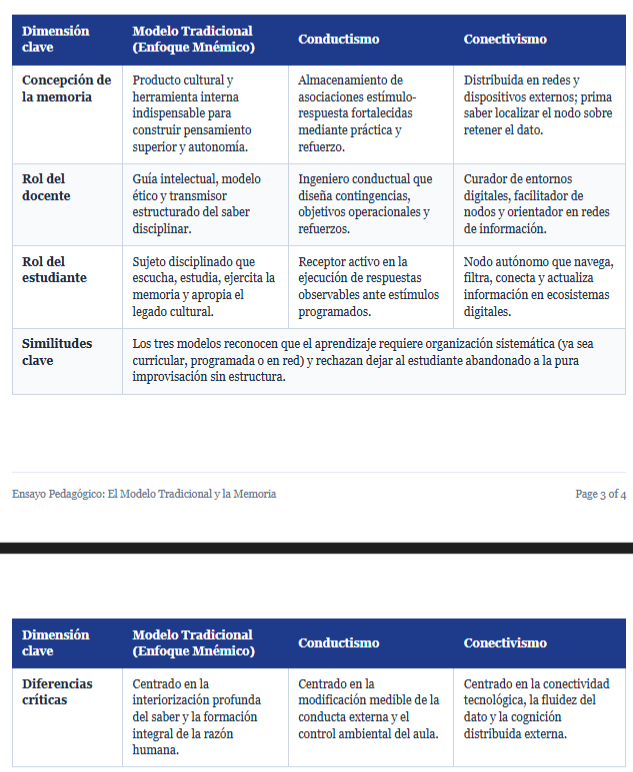 Dimensión clave
Modelo Tradicional (Enfoque Mnémico)
Conductismo
Conectivismo
Concepción de la memoria
Producto cultural y
herramienta interna
indispensable para
construir pensamiento
superior y autonomía.
Almacenamiento de
asociaciones estímulo-
respuesta fortalecidas
mediante práctica y
refuerzo.
Distribuida en redes y
dispositivos externos; prima
saber localizar el nodo sobre
retener el dato.
Rol del
docente
Guía intelectual, modelo
ético y transmisor
estructurado del saber
disciplinar.
Ingeniero conductual que
diseña contingencias,
objetivos operacionales y
refuerzos.
Curador de entornos
digitales, facilitador de
nodos y orientador en redes
de información.
Rol del
estudiante
Sujeto disciplinado que
escucha, estudia, ejercita la
memoria y apropia el
legado cultural.
Receptor activo en la
ejecución de respuestas
observables ante estímulos
programados.
Nodo autónomo que navega,
filtra, conecta y actualiza
información en ecosistemas
digitales.
Similitudes
clave
Los tres modelos reconocen que el aprendizaje requiere organización sistemática (ya sea
curricular, programada o en red) y rechazan dejar al estudiante abandonado a la pura
improvisación sin estructura.
Ensayo Pedagógico: El Modelo Tradicional y la Memoria
Page 3 of 4
Dimensión
clave
Modelo Tradicional
(Enfoque Mnémico)
Conductismo
Conectivismo
Diferencias
críticas
Centrado en la
interiorización profunda
del saber y la formación
integral de la razón
humana.
Centrado en la
modificación medible de la
conducta externa y el
control ambiental del aula.
Centrado en la conectividad
tecnológica, la fluidez del
dato y la cognición
distribuida externa.